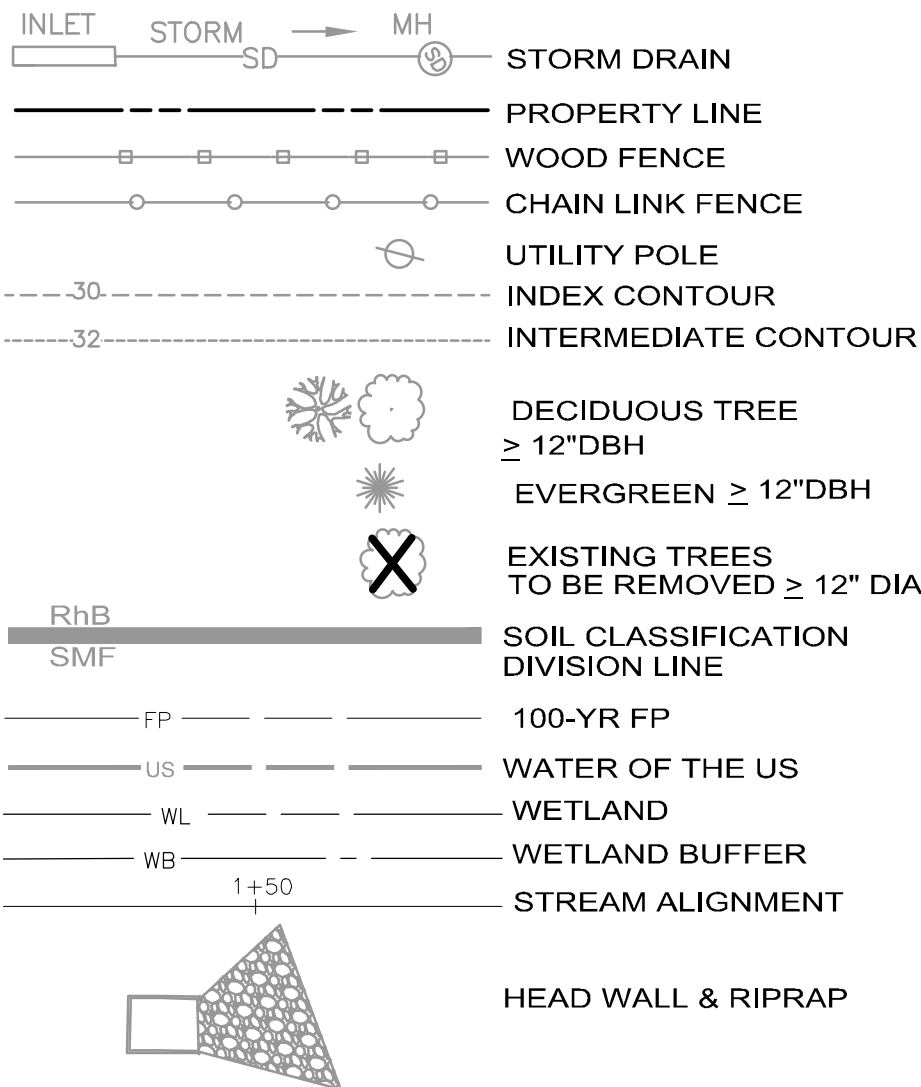 INLET STORM MH
SD SD STORM DRAIN
PROPERTY LINE
WOOD FENCE
CHAIN LINK FENCE
UTILITY POLE
30 INDEX CONTOUR
32 INTERMEDIATE CONTOUR
DECIDUOUS TREE
≥ 12"DBH
EVERGREEN ≥ 12"DBH
EXISTING TREES
TO BE REMOVED ≥ 12" DIA
RhB
SMF
SOIL CLASSIFICATION
DIVISION LINE
FP 100-YR FP
US WATER OF THE US
WL WETLAND
WB WETLAND BUFFER
1+50
STREAM ALIGNMENT
HEAD WALL & RIPRAP